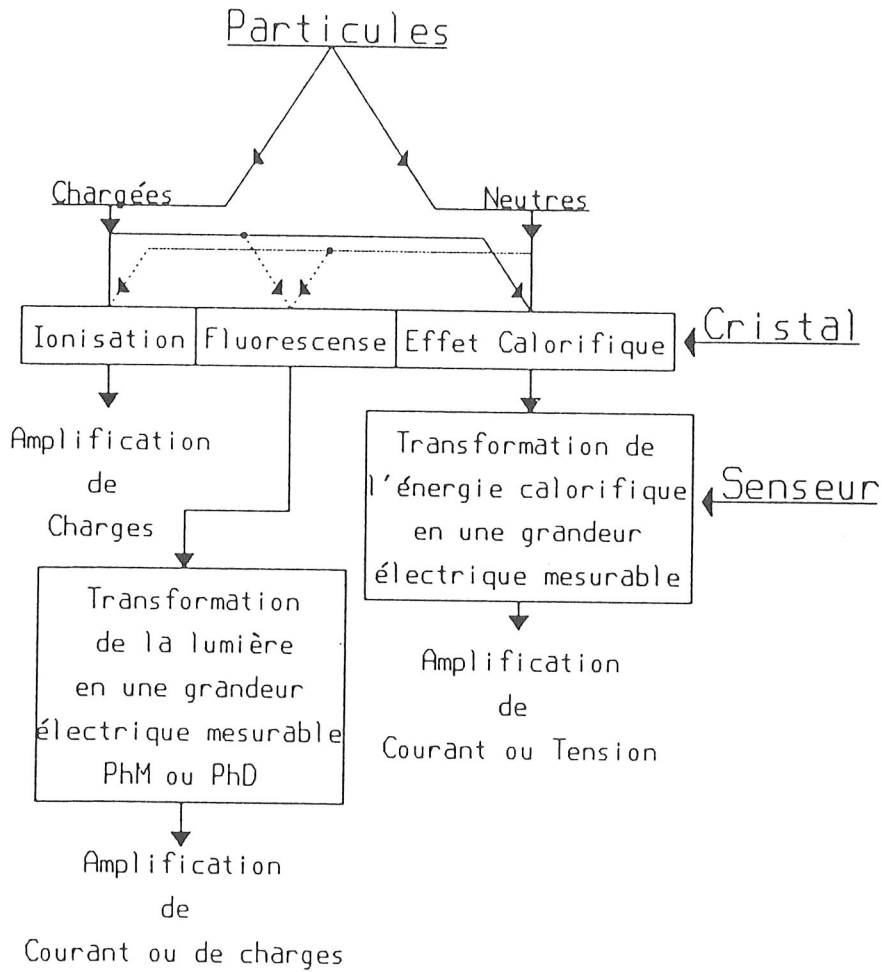 Particules
Chargées
Neutres
Ionisation
Fluorescense
Effet Calorifique
Cristal
Amplification
de
Charges
Transformation de
l'énergie calorifique
en une grandeur
électrique mesurable
Senseur
Transformation
de la lumière
en une grandeur
électrique mesurable
PhM ou PhD
Amplification
de
Courant ou Tension
Amplification
de
Courant ou de charges